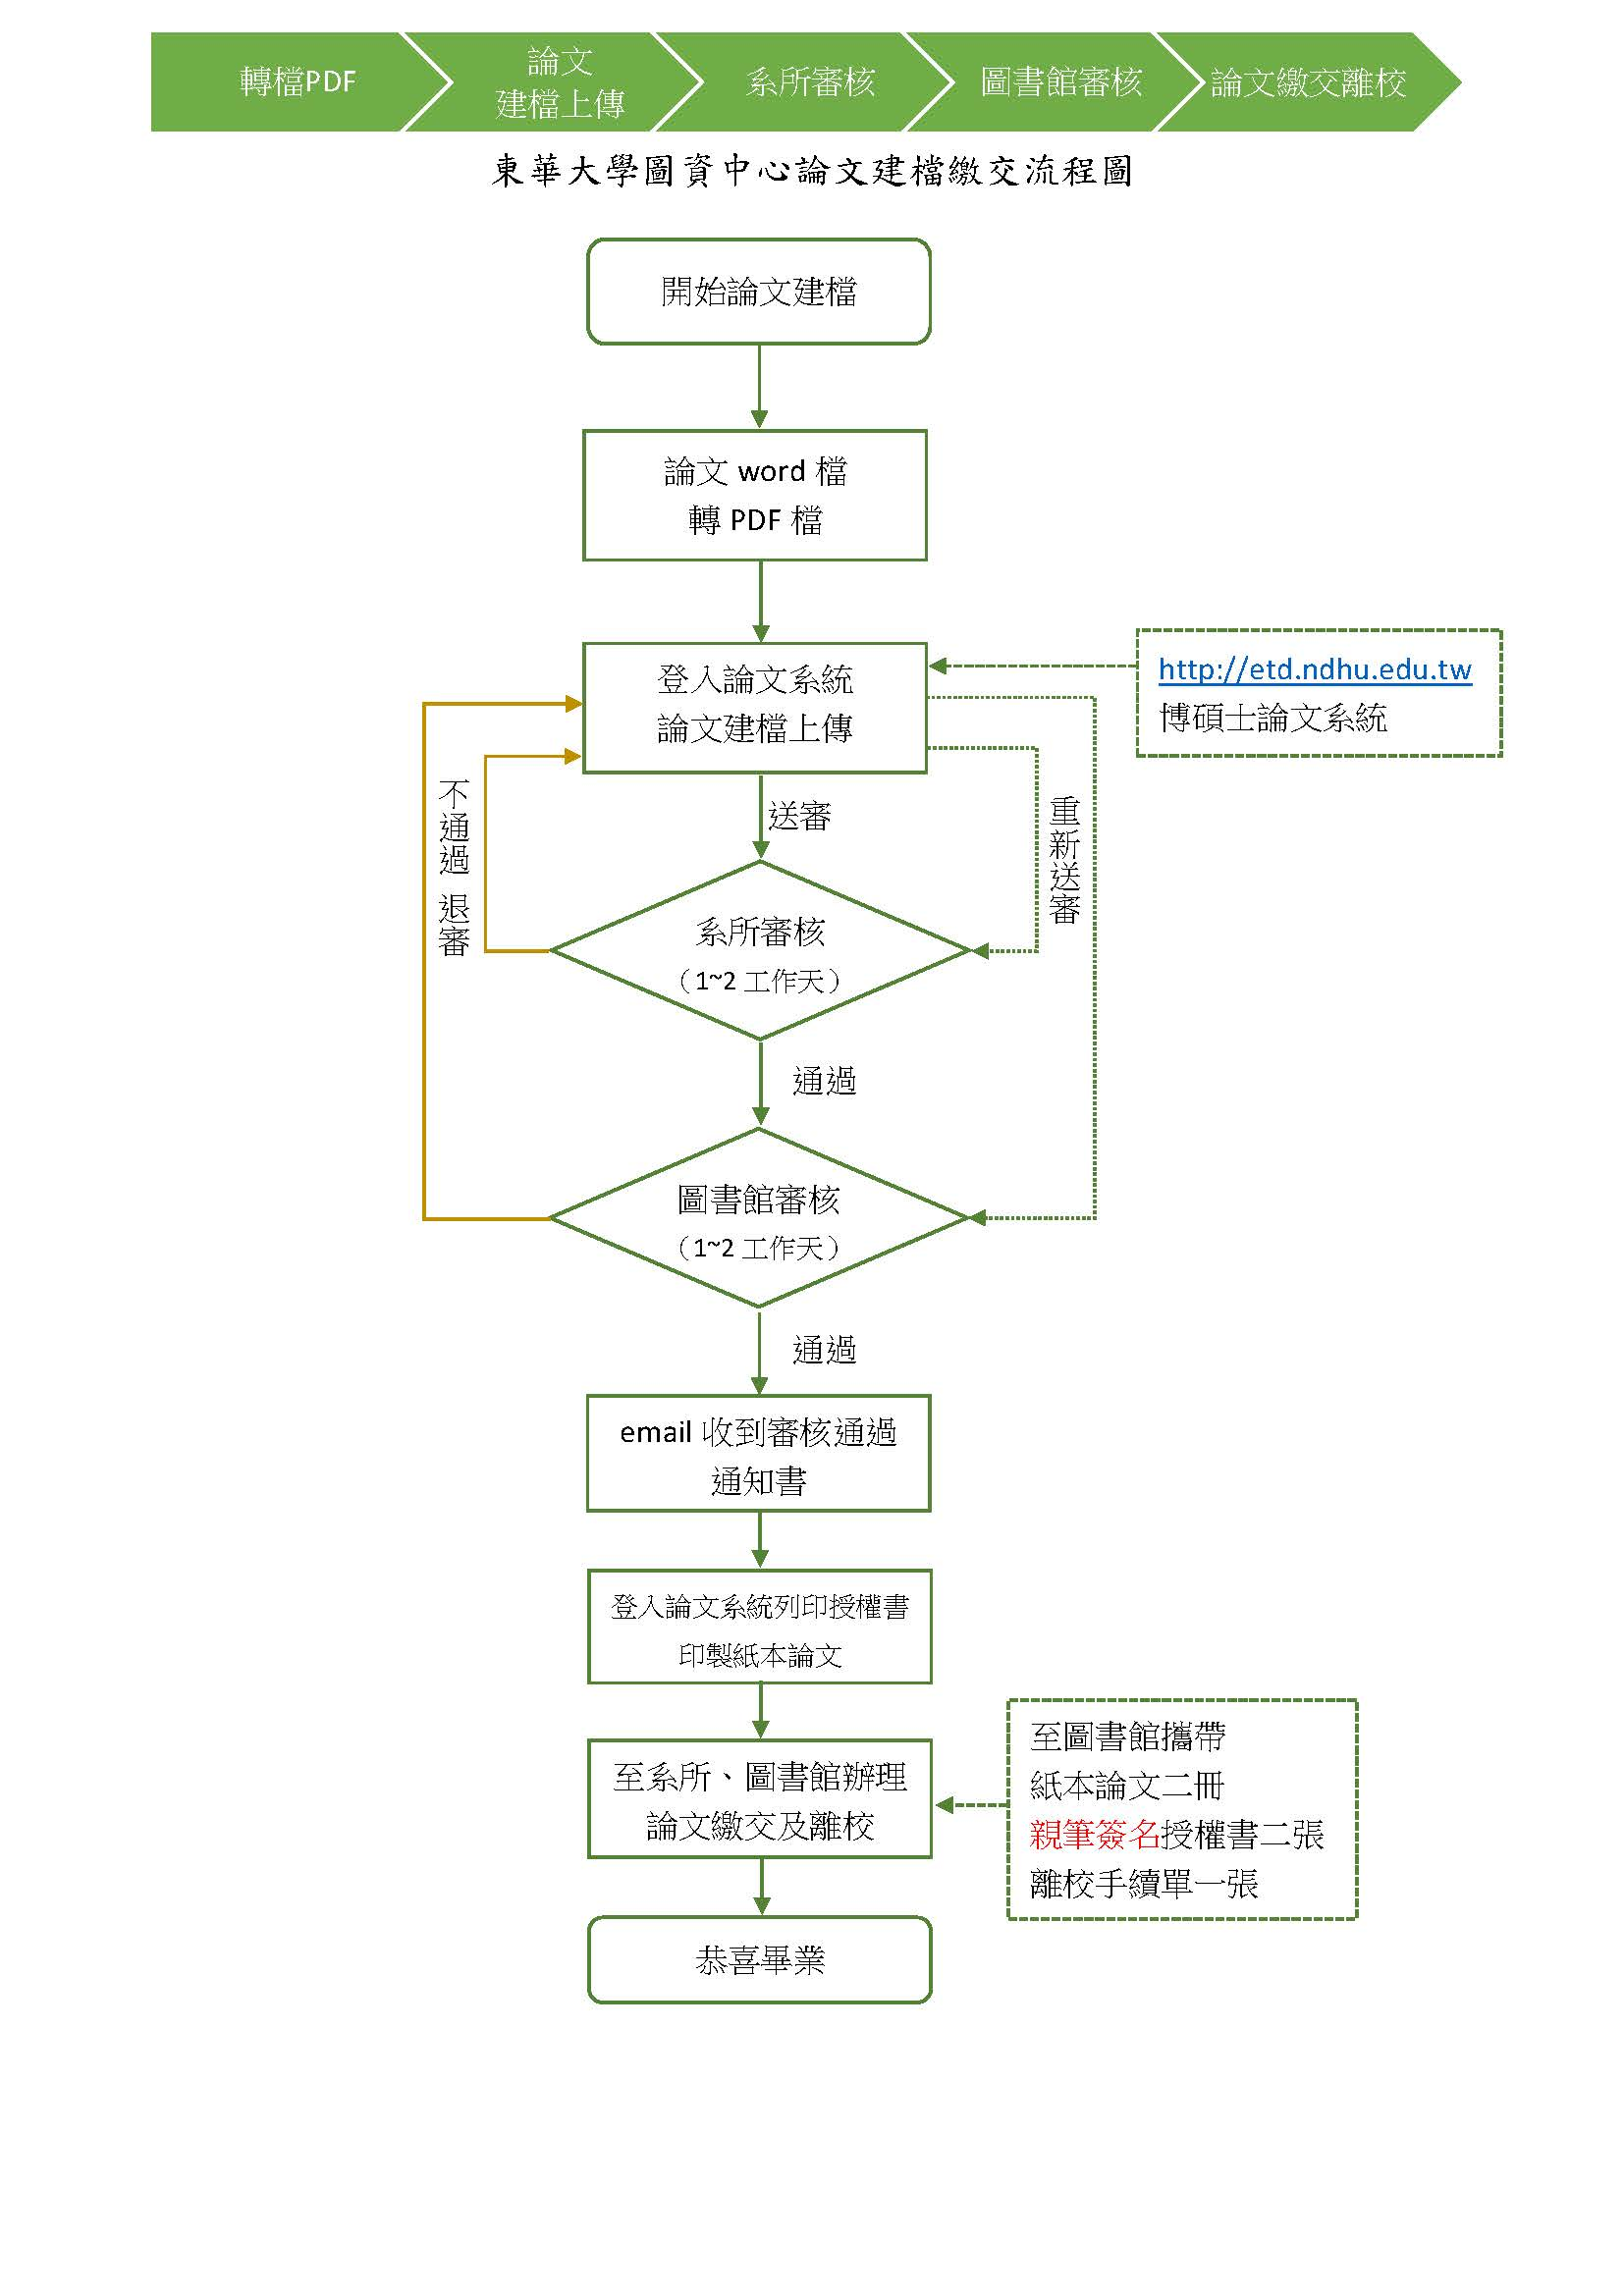 轉檔PDF
論文
建檔上傳
系所審核
圖書館審核
論文繳交離校
東華大學圖資中心論文建檔繳交流程圖
開始論文建檔
論文 word 檔
轉 PDF 檔
登入論文系統
論文建檔上傳
http://etd.ndhu.edu.tw
博碩士論文系統
不通過 退審
送審
重新送審
系所審核
（1~2 工作天）
通過
圖書館審核
（1~2 工作天）
通過
email 收到審核通過
通知書
登入論文系統列印授權書
印製紙本論文
至系所、圖書館辦理
論文繳交及離校
至圖書館攜帶
紙本論文二冊
親筆簽名授權書二張
離校手續單一張
恭喜畢業